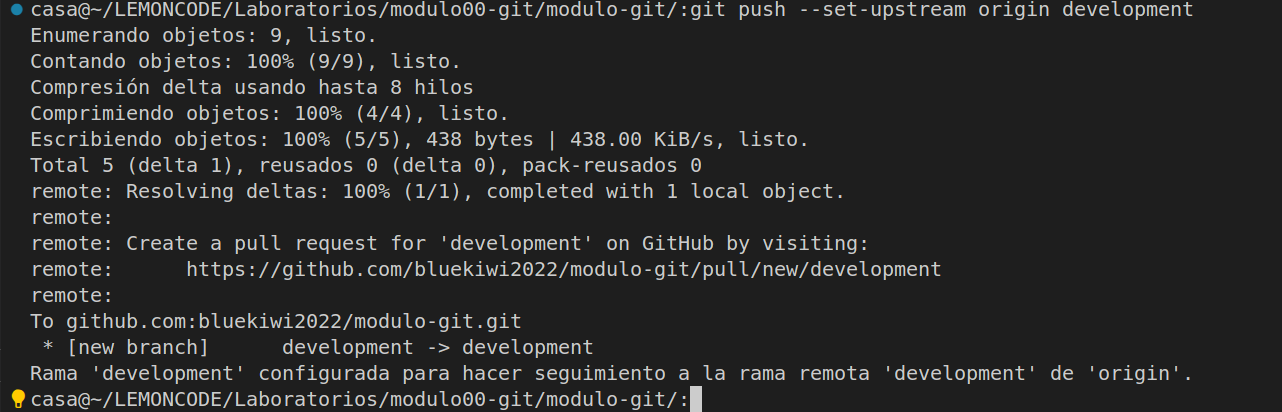 casa@~/LEMONCODE/Laboratorios/modulo00-git/modulo-git/:git push --set-upstream origin development
Enumerando objetos: 9, listo.
Contando objetos: 100% (9/9), listo.
Compresión delta usando hasta 8 hilos
Comprimiendo objetos: 100% (4/4), listo.
Escribiendo objetos: 100% (5/5), 438 bytes | 438.00 KiB/s, listo.
Total 5 (delta 1), reusados 0 (delta 0), pack-reusados 0
remote: Resolving deltas: 100% (1/1), completed with 1 local object.
remote:
remote: Create a pull request for 'development' on GitHub by visiting:
remote:      https://github.com/bluekiwi2022/modulo-git/pull/new/development
remote:
To github.com:bluekiwi2022/modulo-git.git
 * [new branch]      development -> development
Rama 'development' configurada para hacer seguimiento a la rama remota 'development' de 'origin'.
casa@~/LEMONCODE/Laboratorios/modulo00-git/modulo-git/: